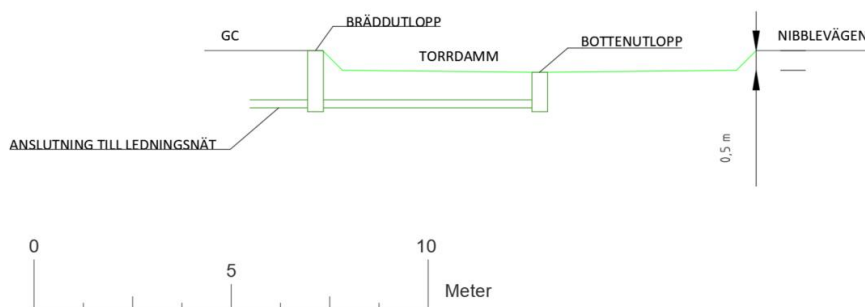 BRÄDDUTLOPP
GC
TORRDAMM
BOTTENUTLOPP
NIBBLEVÄGEN
ANSLUTNING TILL LEDNINGSNÄT
0,5 m
0
5
10
Meter